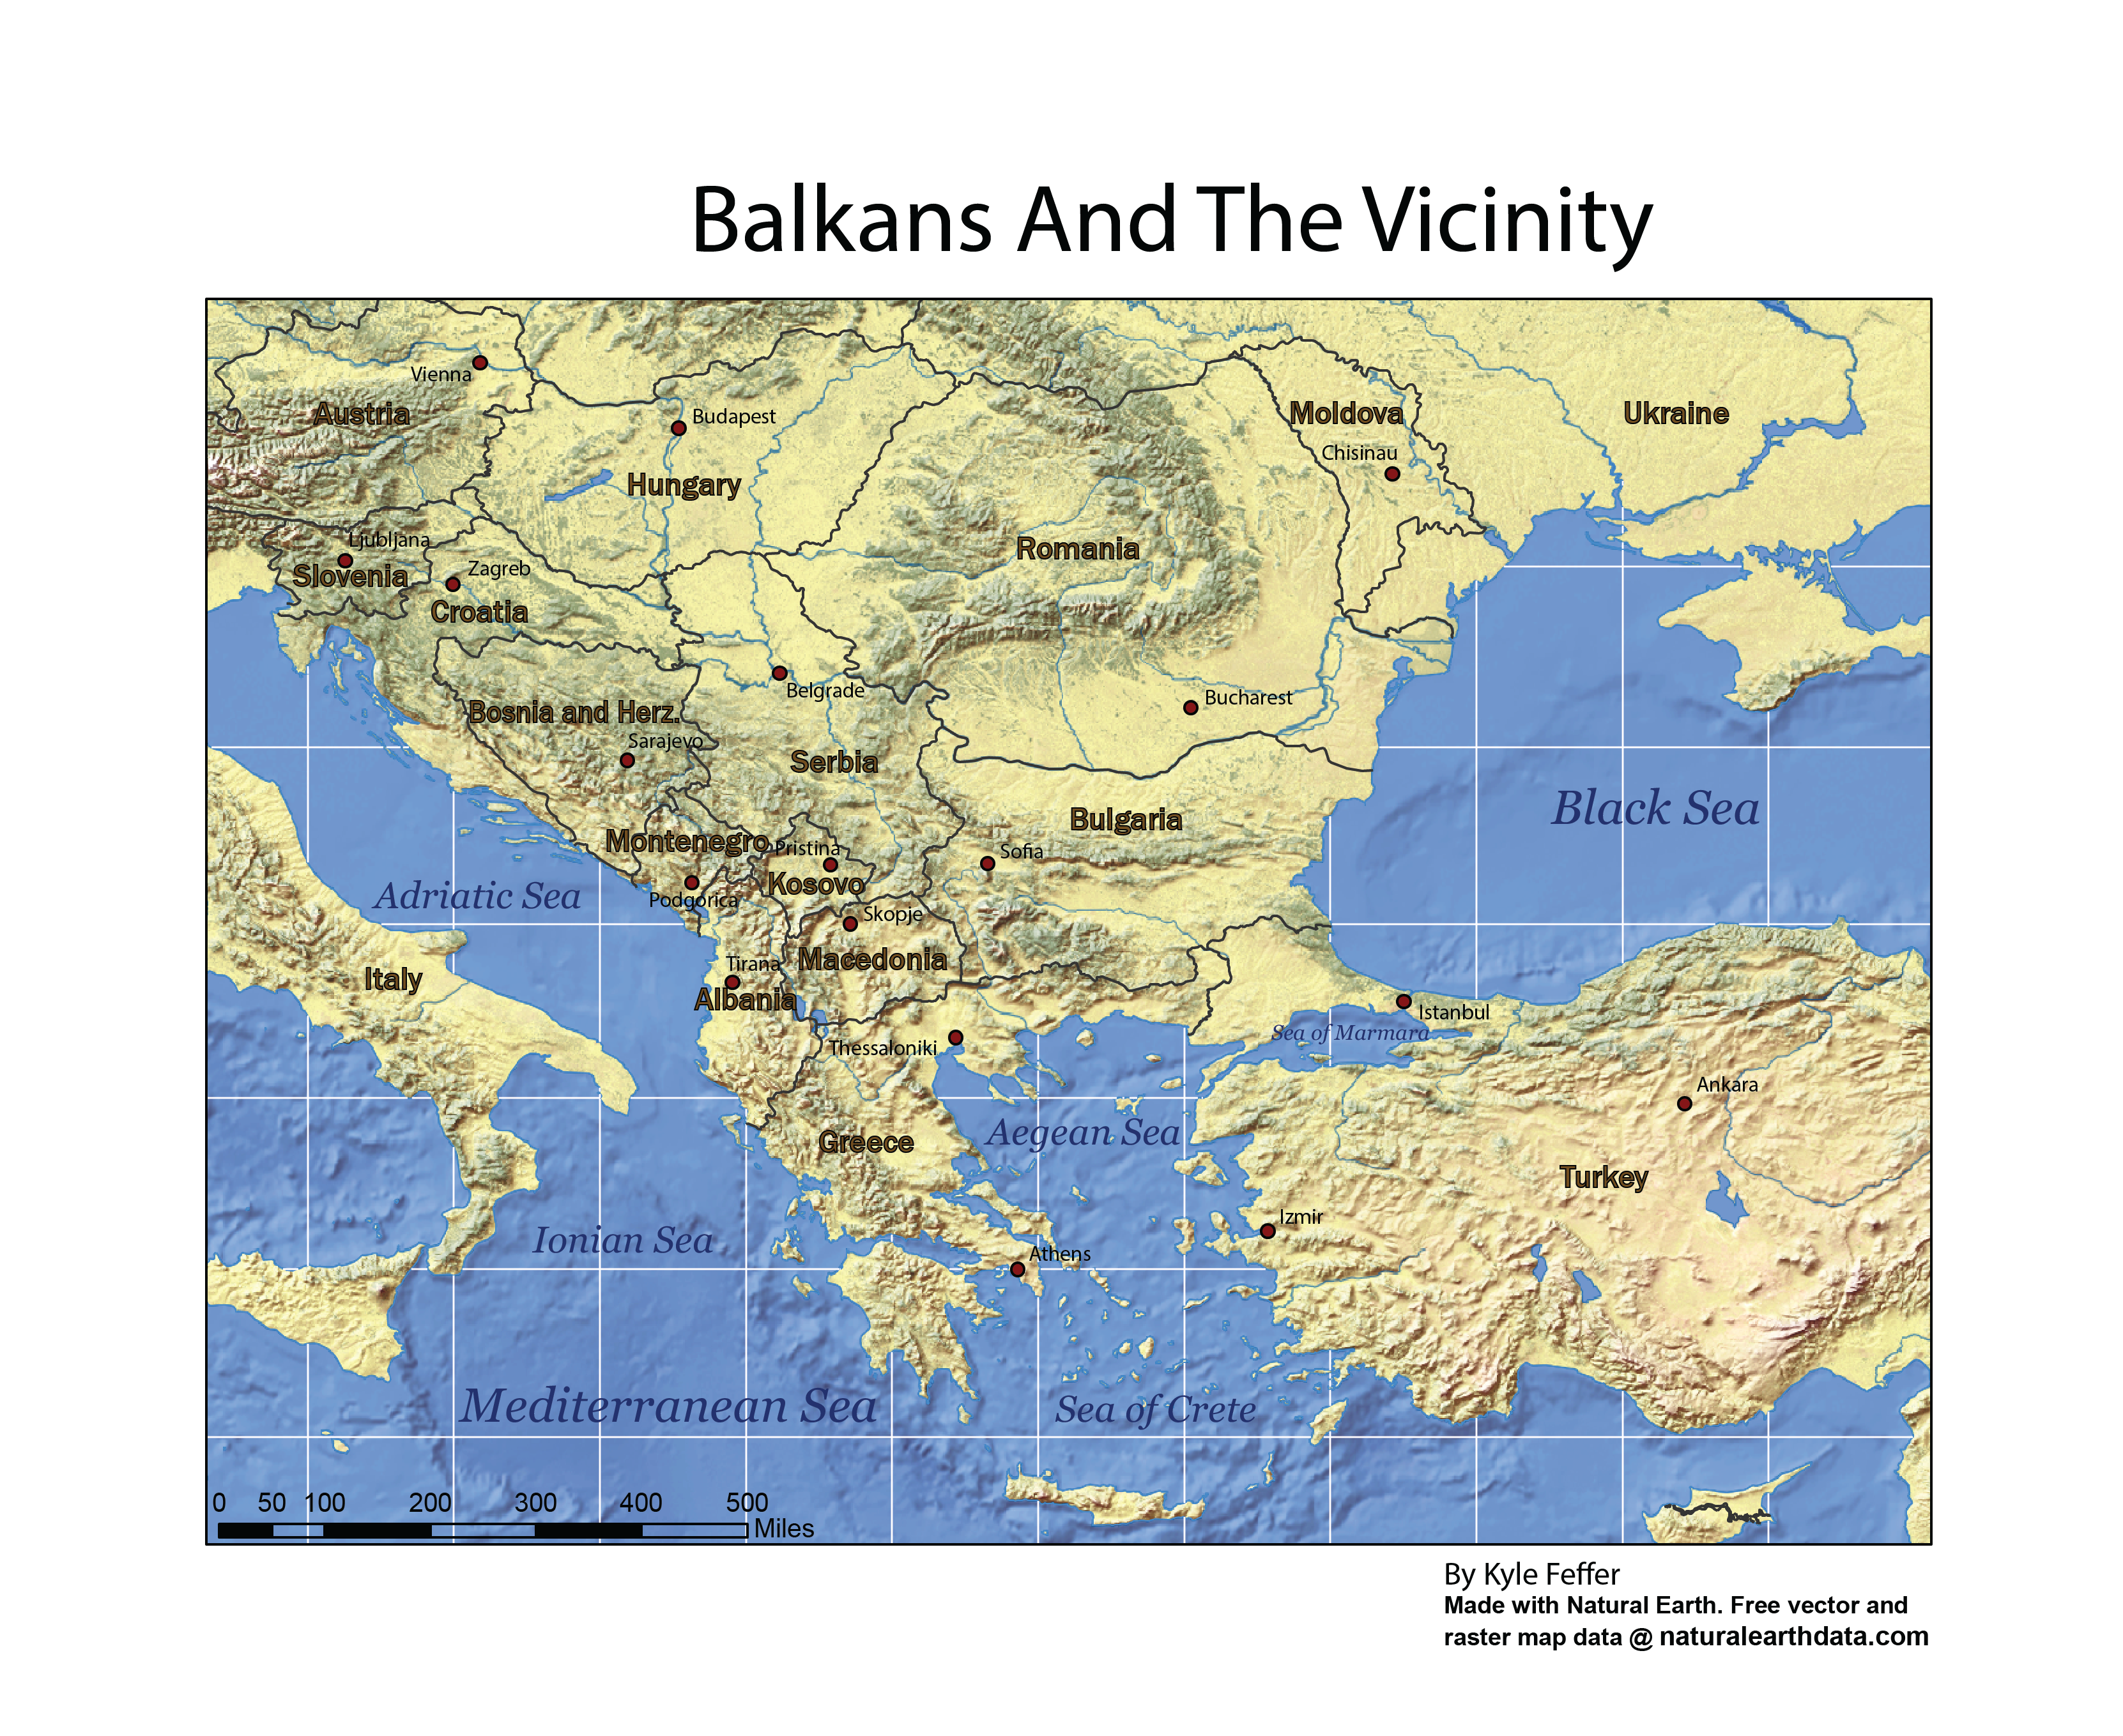 Balkans And The Vicinity
Vienna
Austria
Budapest
Hungary
Moldova
Chisinau
Ukraine
Ljubljana
Slovenia
Zagreb
Croatia
Romania
Belgrade
Bucharest
Bosnia and Herz.
Sarajevo
Serbia
Bulgaria
Black Sea
Montenegro
Pristina
Sofia
Kosovo
Podgorica
Adriatic Sea
Skopje
Macedonia
Tirana
Albania
Italy
Istanbul
Sea of Marmara
Thessaloniki
Ankara
Aegean Sea
Greece
Turkey
Izmir
Ionian Sea
Athens
Mediterranean Sea
Sea of Crete
0 50 100 200 300 400 500
Miles
By Kyle Feffer
Made with Natural Earth. Free vector and
raster map data @ naturalearthdata.com